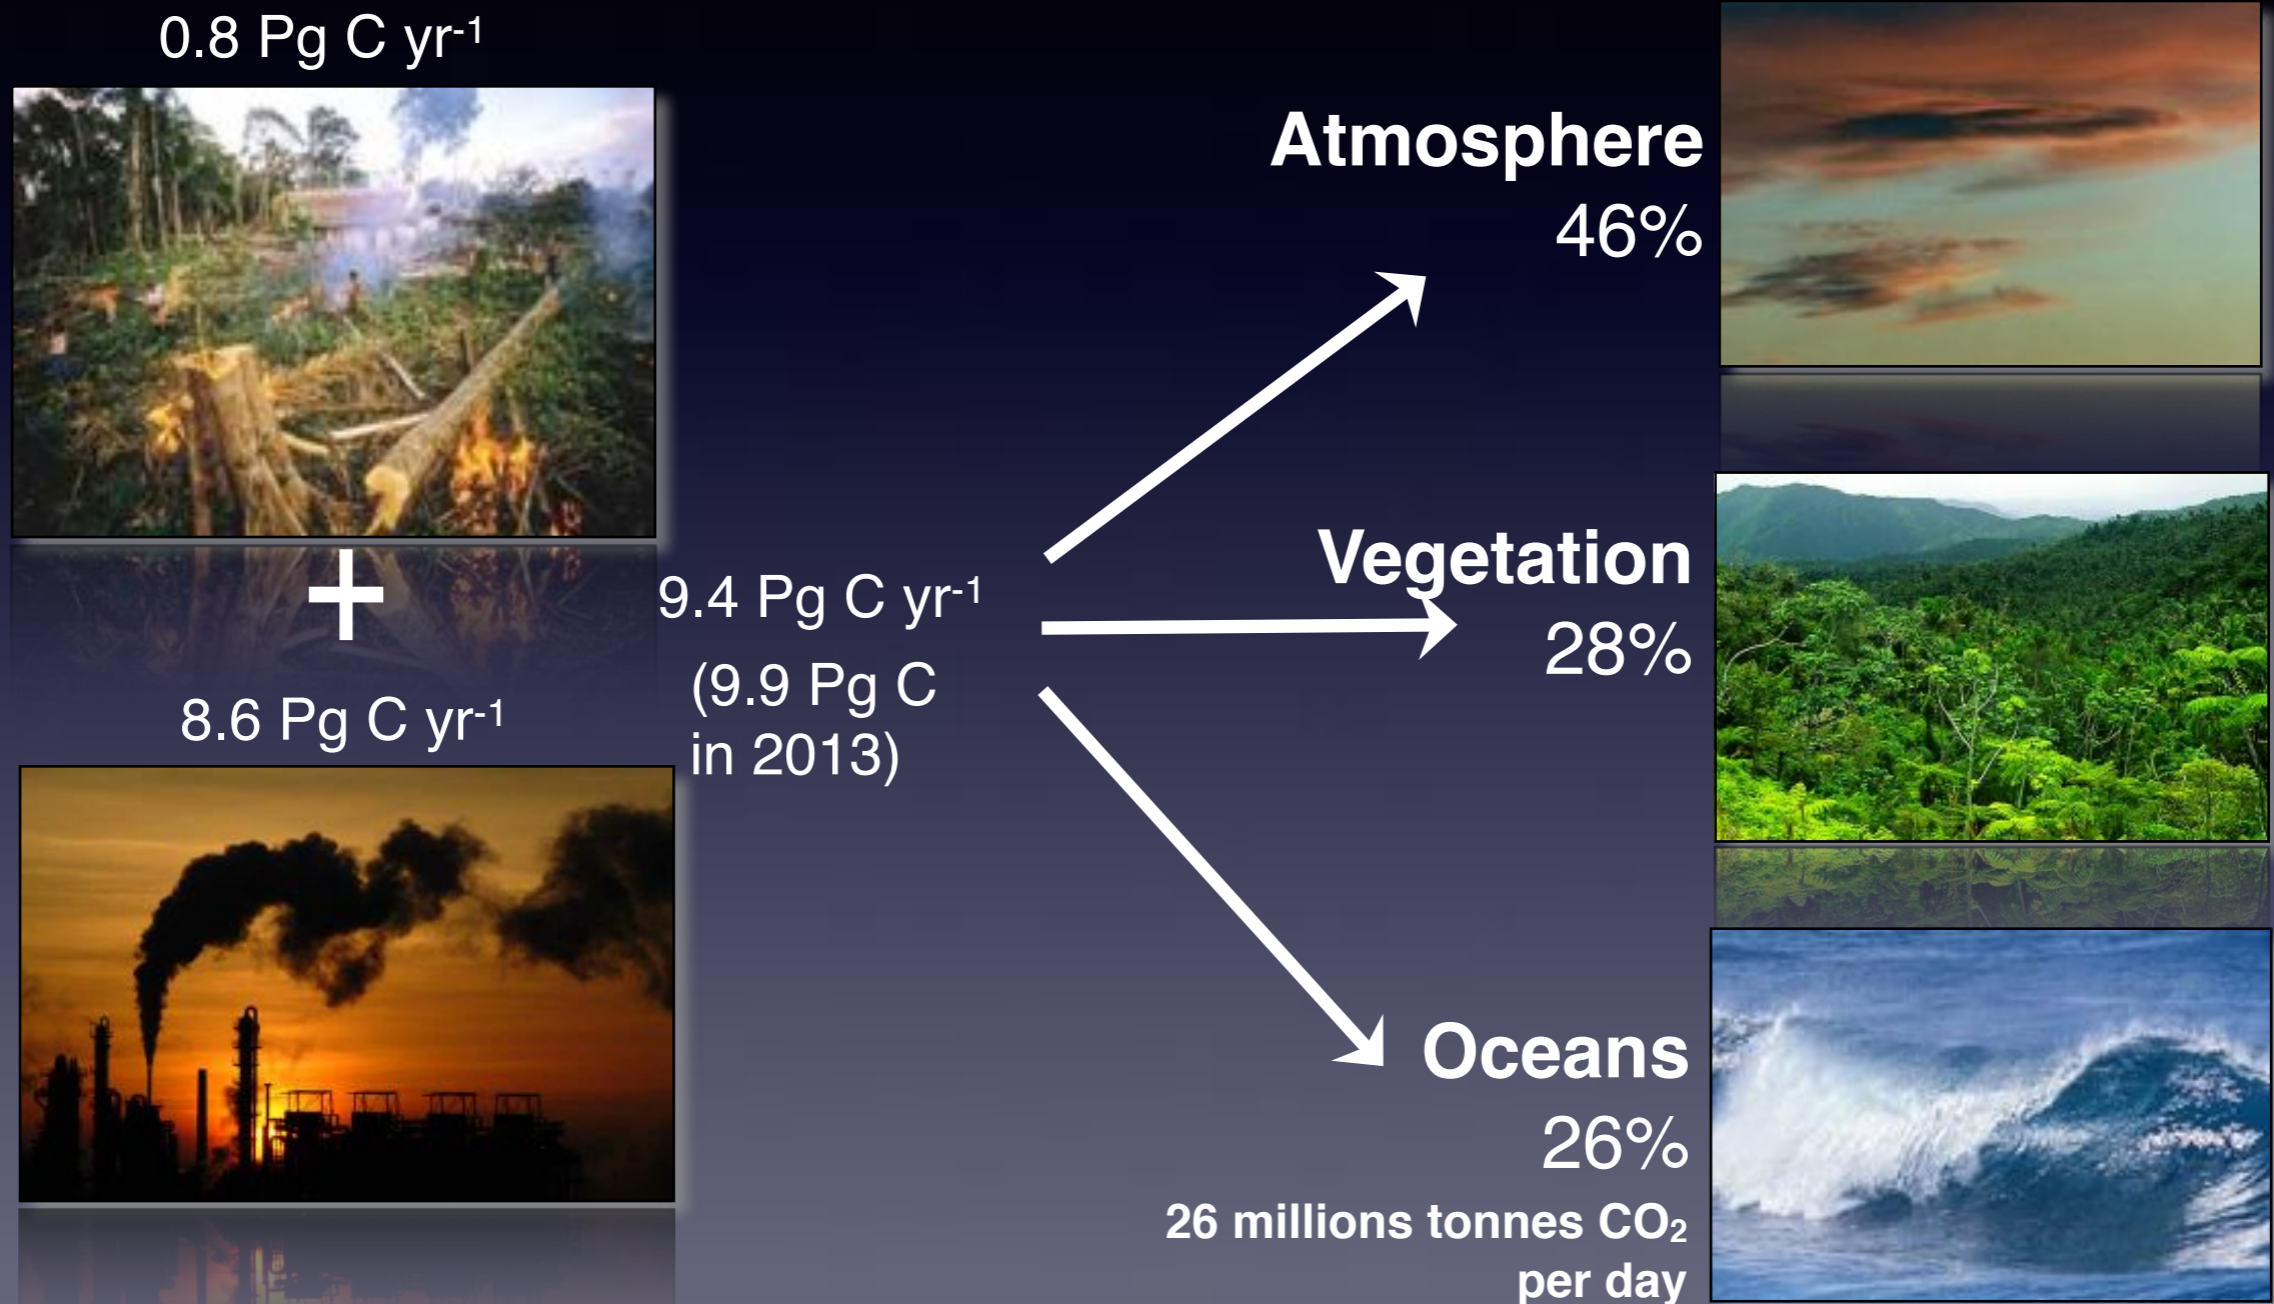 0.8 Pg C yr-1
+
8.6 Pg C yr-1
9.4 Pg C yr-1
(9.9 Pg C
in 2013)
Atmosphere
46%
Vegetation
28%
Oceans
26%
26 millions tonnes CO2
per day